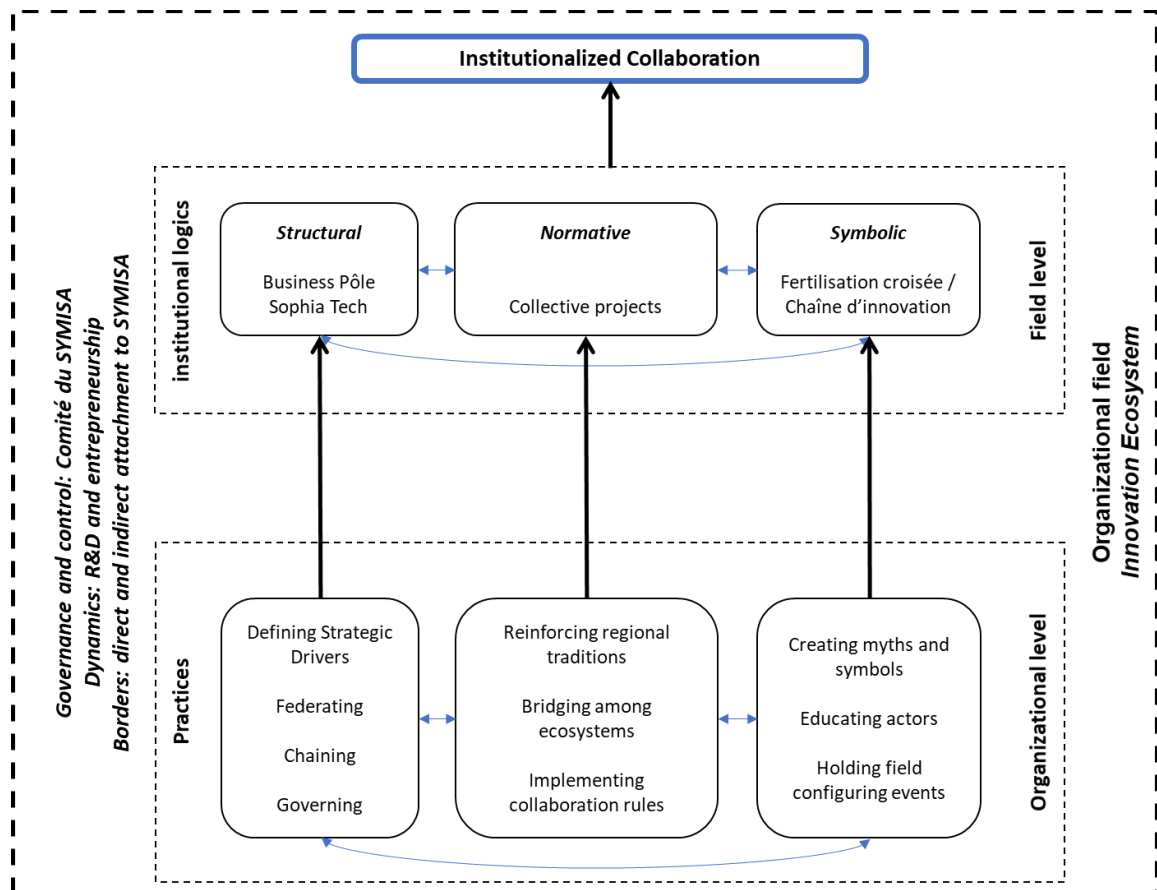 Institutionalized Collaboration
Governance and control: Comité du SYMISA
Dynamics: R&D and entrepreneurship
Borders: direct and indirect attachment to SYMISA
institutional logics
Structural
Business Pôle
Sophia Tech
Normative
Collective projects
Symbolic
Fertilisation croisée /
Chaîne d’innovation
Field level
Organizational field
Innovation Ecosystem
Practices
Defining Strategic
Drivers
Federating
Chaining
Governing
Reinforcing regional
traditions
Bridging among
ecosystems
Implementing
collaboration rules
Creating myths and
symbols
Educating actors
Holding field
configuring events
Organizational level